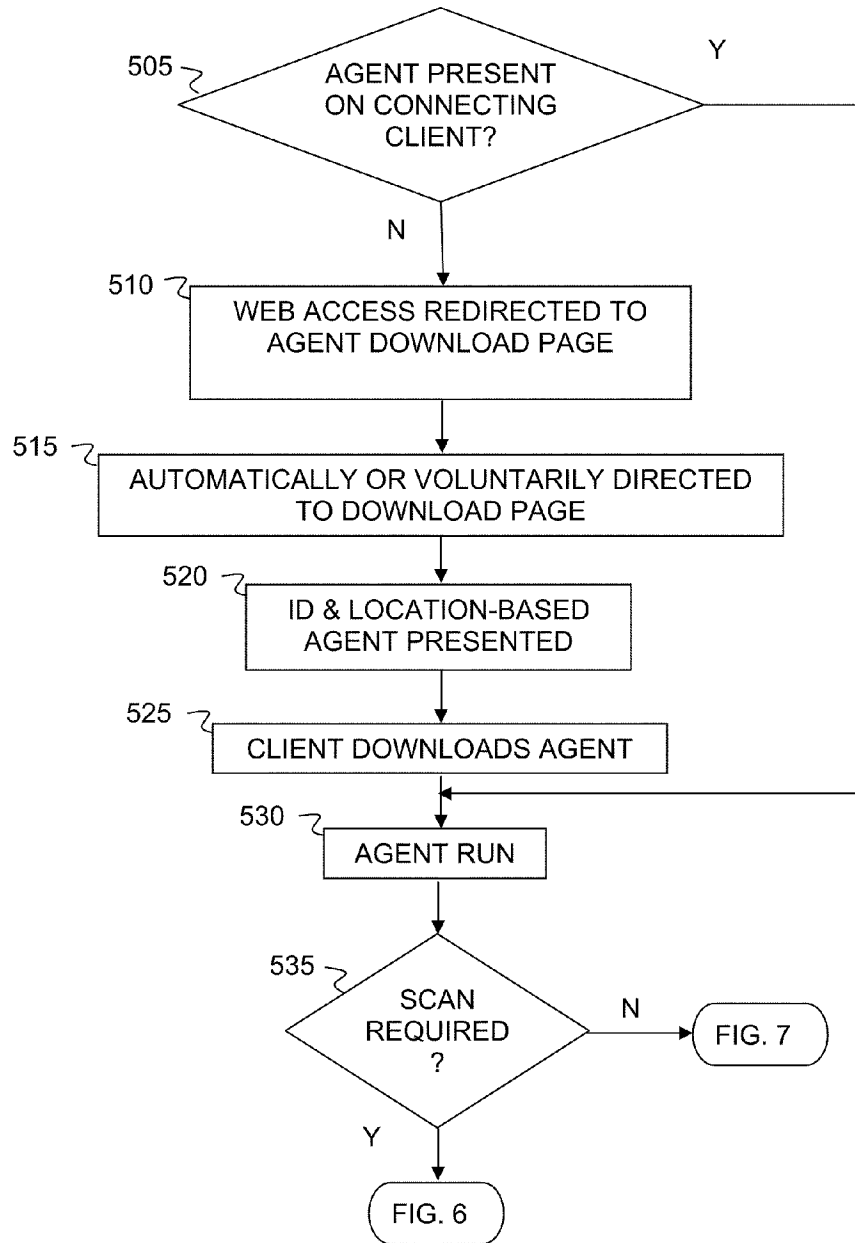 505
AGENT PRESENT
ON CONNECTING
CLIENT?
Y
N
510
WEB ACCESS REDIRECTED TO
AGENT DOWNLOAD PAGE
515
AUTOMATICALLY OR VOLUNTARILY DIRECTED
TO DOWNLOAD PAGE
520
ID & LOCATION-BASED
AGENT PRESENTED
525
CLIENT DOWNLOADS AGENT
530
AGENT RUN
535
SCAN
REQUIRED
?
N
FIG. 7
Y
FIG. 6